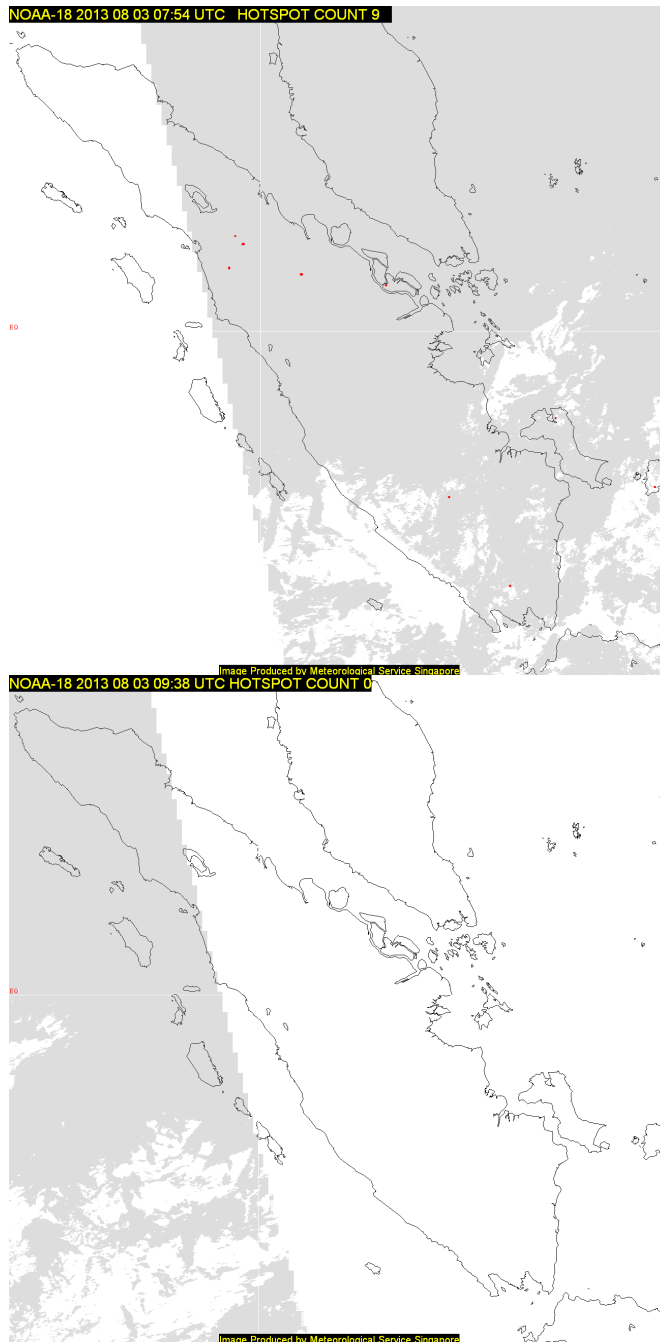 NOAA-18 2013 08 03 07:54 UTC   HOTSPOT COUNT 9
EQ
Image Produced by Meteorological Service Singapore
NOAA-18 2013 08 03 09:38 UTC HOTSPOT COUNT 0
EQ
Image Produced by Meteorological Service Singapore